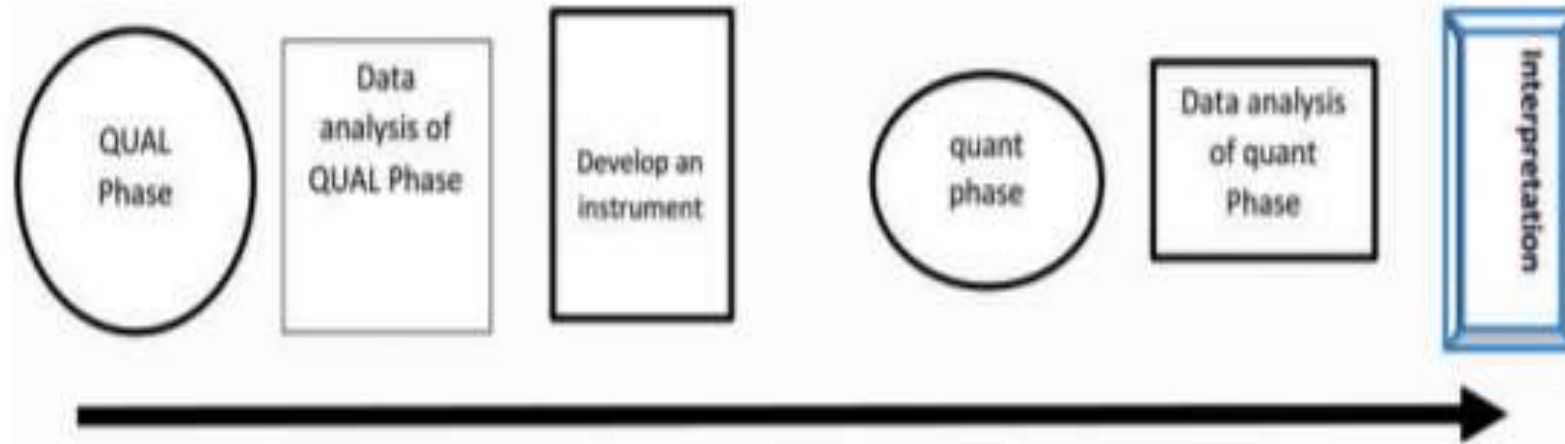 QUAL
Phase
Data
analysis of
QUAL Phase
Develop an
instrument
quant
phase
Data analysis
of quant
Phase
Interpretation